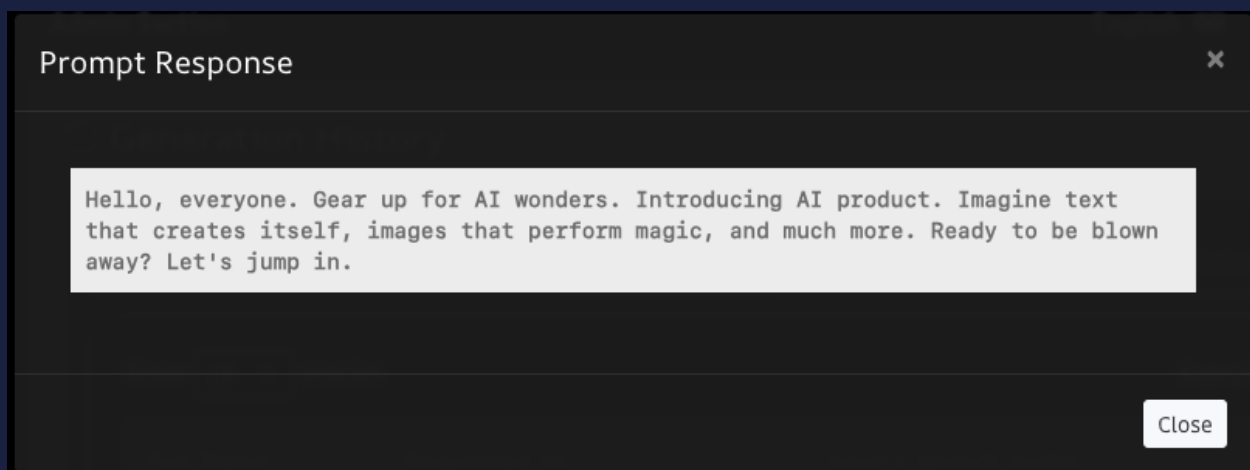 Prompt Response
×
Hello, everyone. Gear up for AI wonders. Introducing AI product. Imagine text
that creates itself, images that perform magic, and much more. Ready to be blown
away? Let's jump in.
Close